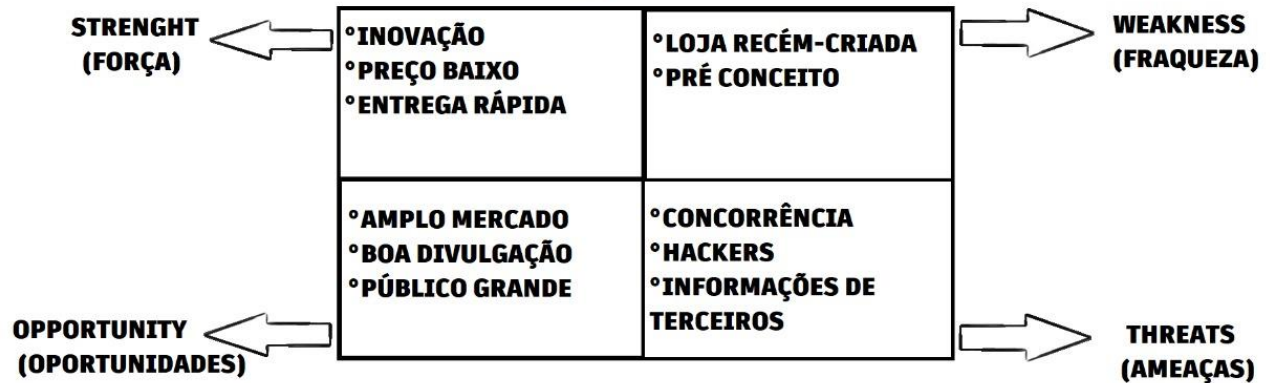 STRENGHT
(FORÇA)
°INOVAÇÃO
°PREÇO BAIXO
°ENTREGA RÁPIDA
°LOJA RECÉM-CRIADA
°PRÉ CONCEITO
WEAKNESS
(FRAQUEZA)
OPPORTUNITY
(OPORTUNIDADES)
°AMPLO MERCADO
°BOA DIVULGAÇÃO
°PÚBLICO GRANDE
°CONCORRÊNCIA
°HACKERS
°INFORMAÇÕES DE
TERCEIROS
THREATS
(AMEAÇAS)